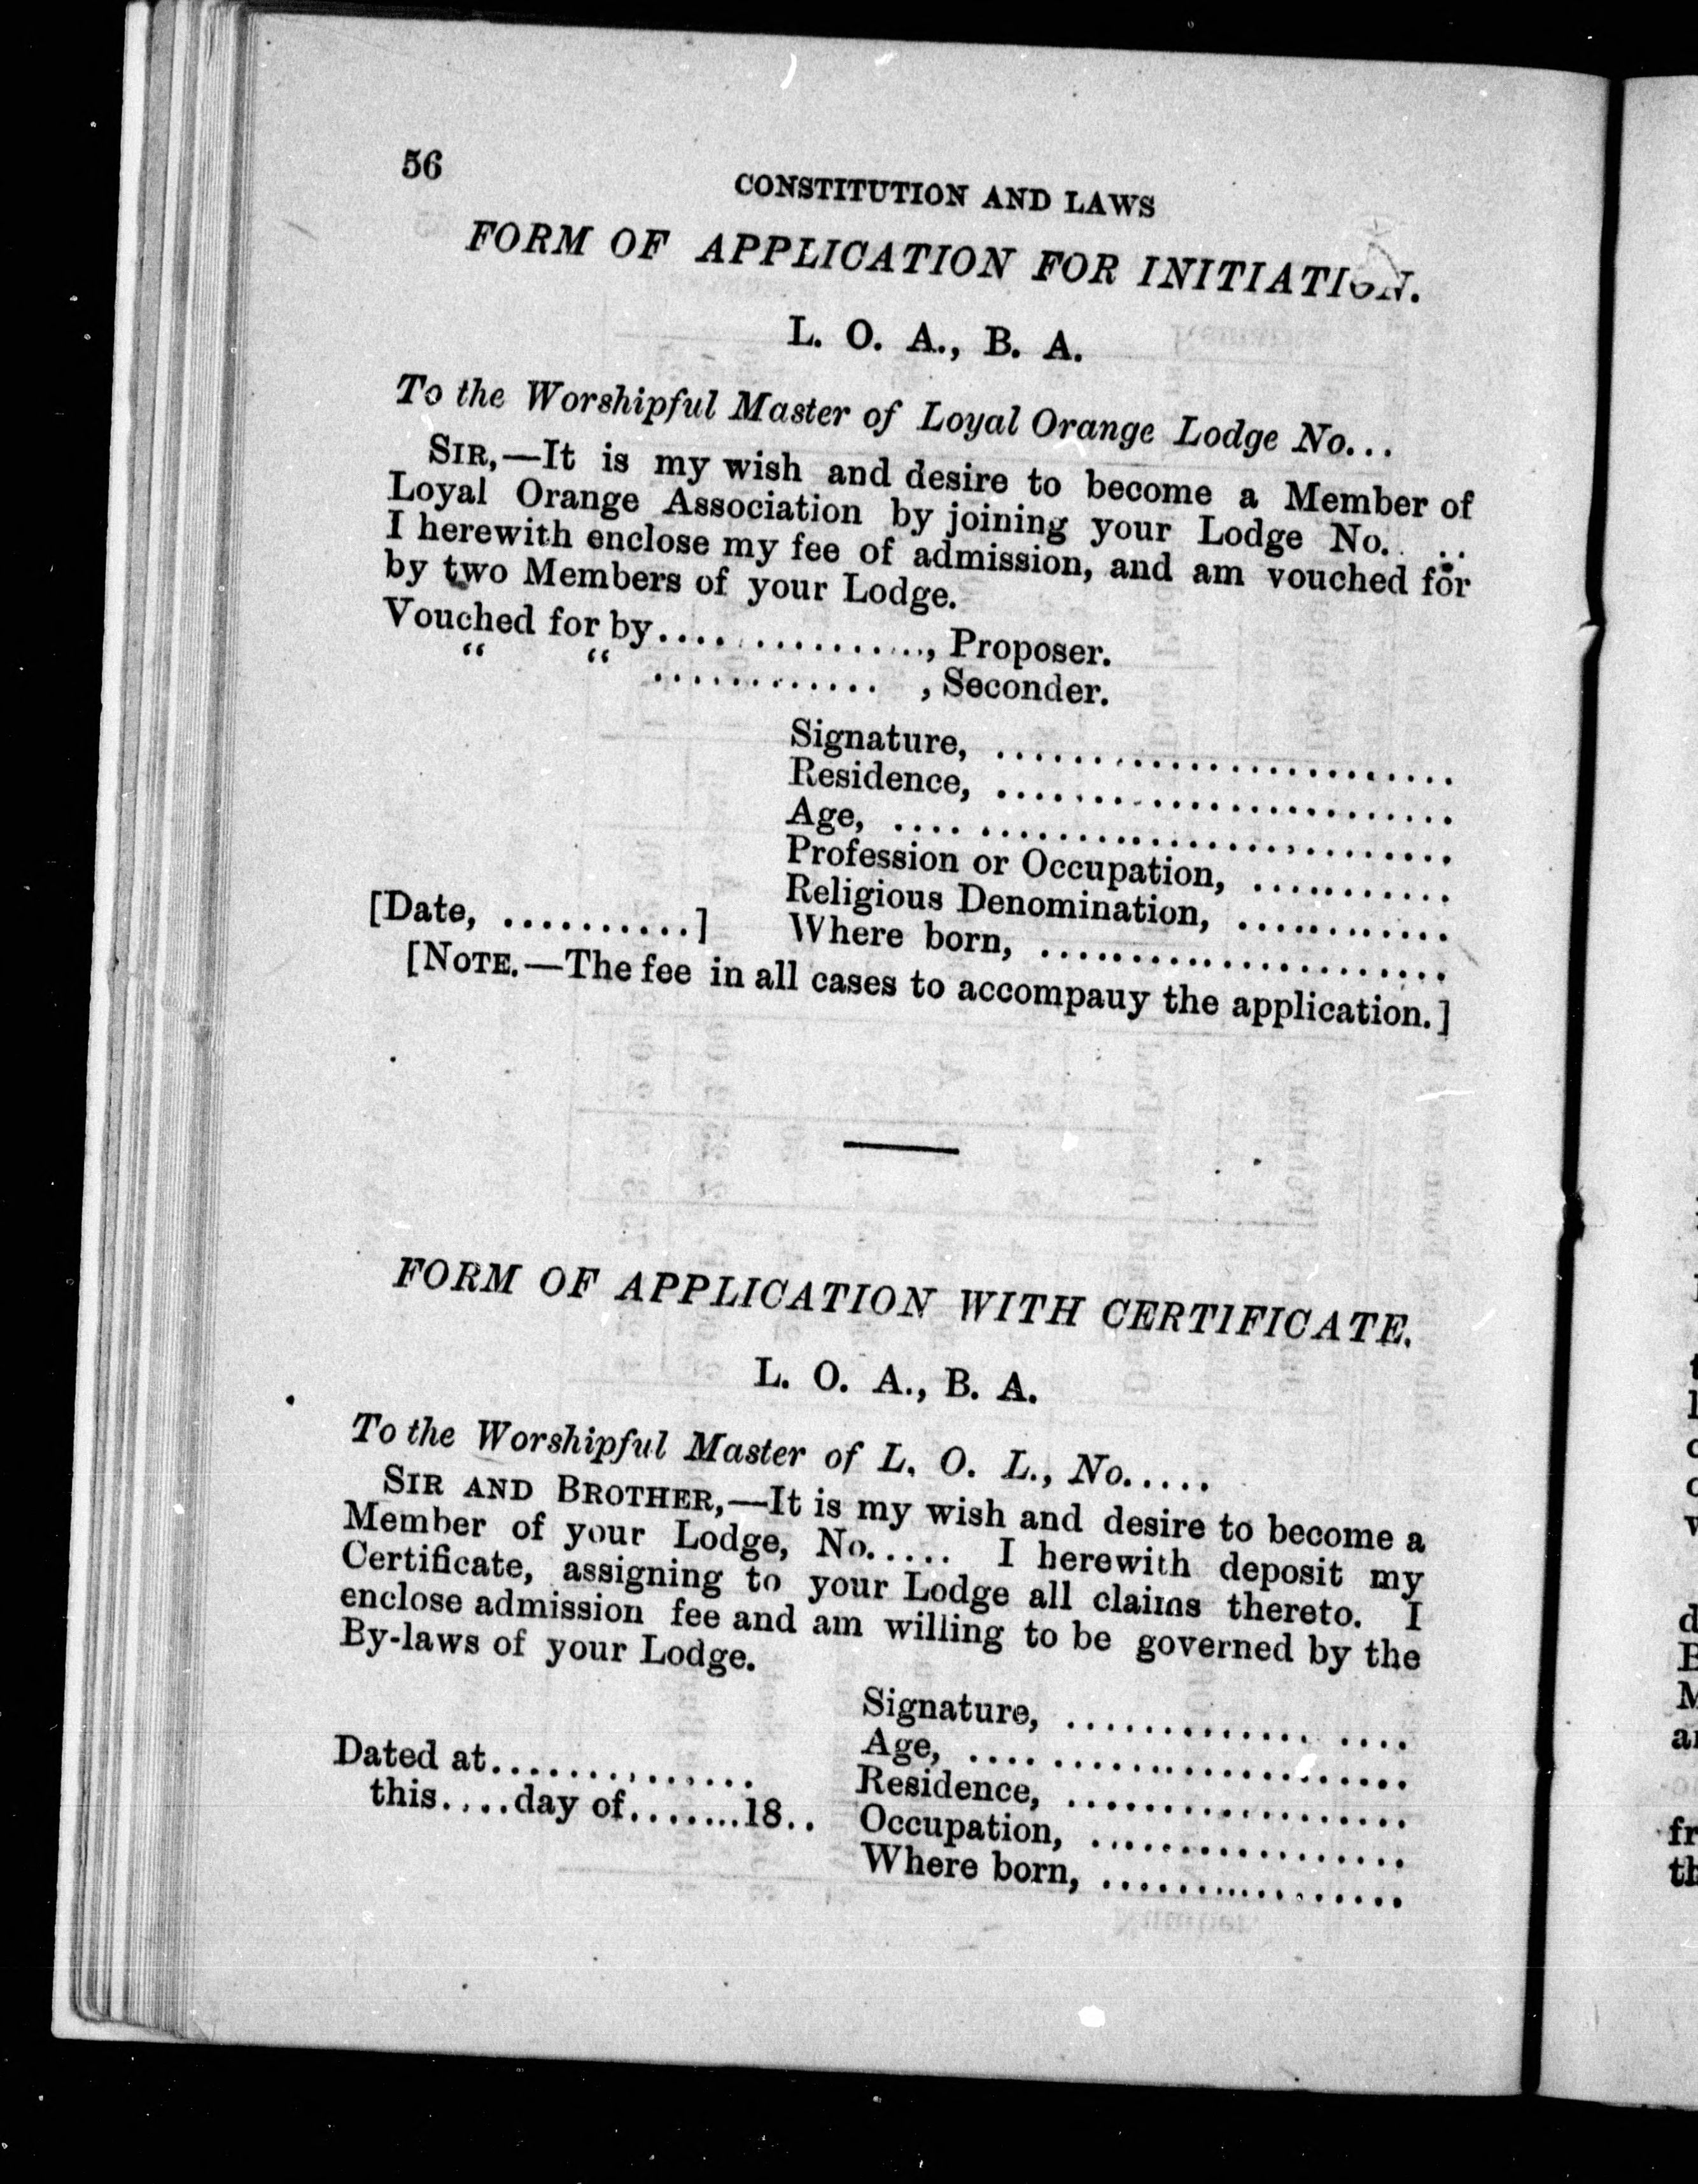 56
CONSTITUTION AND LAWS
FORM OF APPLICATION FOR INITIATION.
L. O. A., B. A.
To the Worshipful Master of Loyal Orange Lodge No...
SIR,—It is my wish and desire to become a Member of
Loyal Orange Association by joining your Lodge No.. ..
I herewith enclose my fee of admission, and am vouched for
by two Members of your Lodge.
Vouched for by................, Proposer.
“ “ ............ , Seconder.
Signature, ........................
Residence, ........................
Age, .... .........................
Profession or Occupation, ...........
Religious Denomination, ............
[Date, ...........] Where born, ......................
[NOTE.—The fee in all cases to accompauy the application.]
FORM OF APPLICATION WITH CERTIFICATE.
L. O. A., B. A.
To the Worshipful Master of L. O. L., No.....
SIR AND BROTHER,—It is my wish and desire to become a
Member of your Lodge, No..... I herewith deposit my
Certificate, assigning to your Lodge all claims thereto. I
enclose admission fee and am willing to be governed by the
By-laws of your Lodge.
Signature, ............. ....
Age, .... ...................
Dated at............... Residence, ..................
this....day of........18.. Occupation, .................
Where born, ................